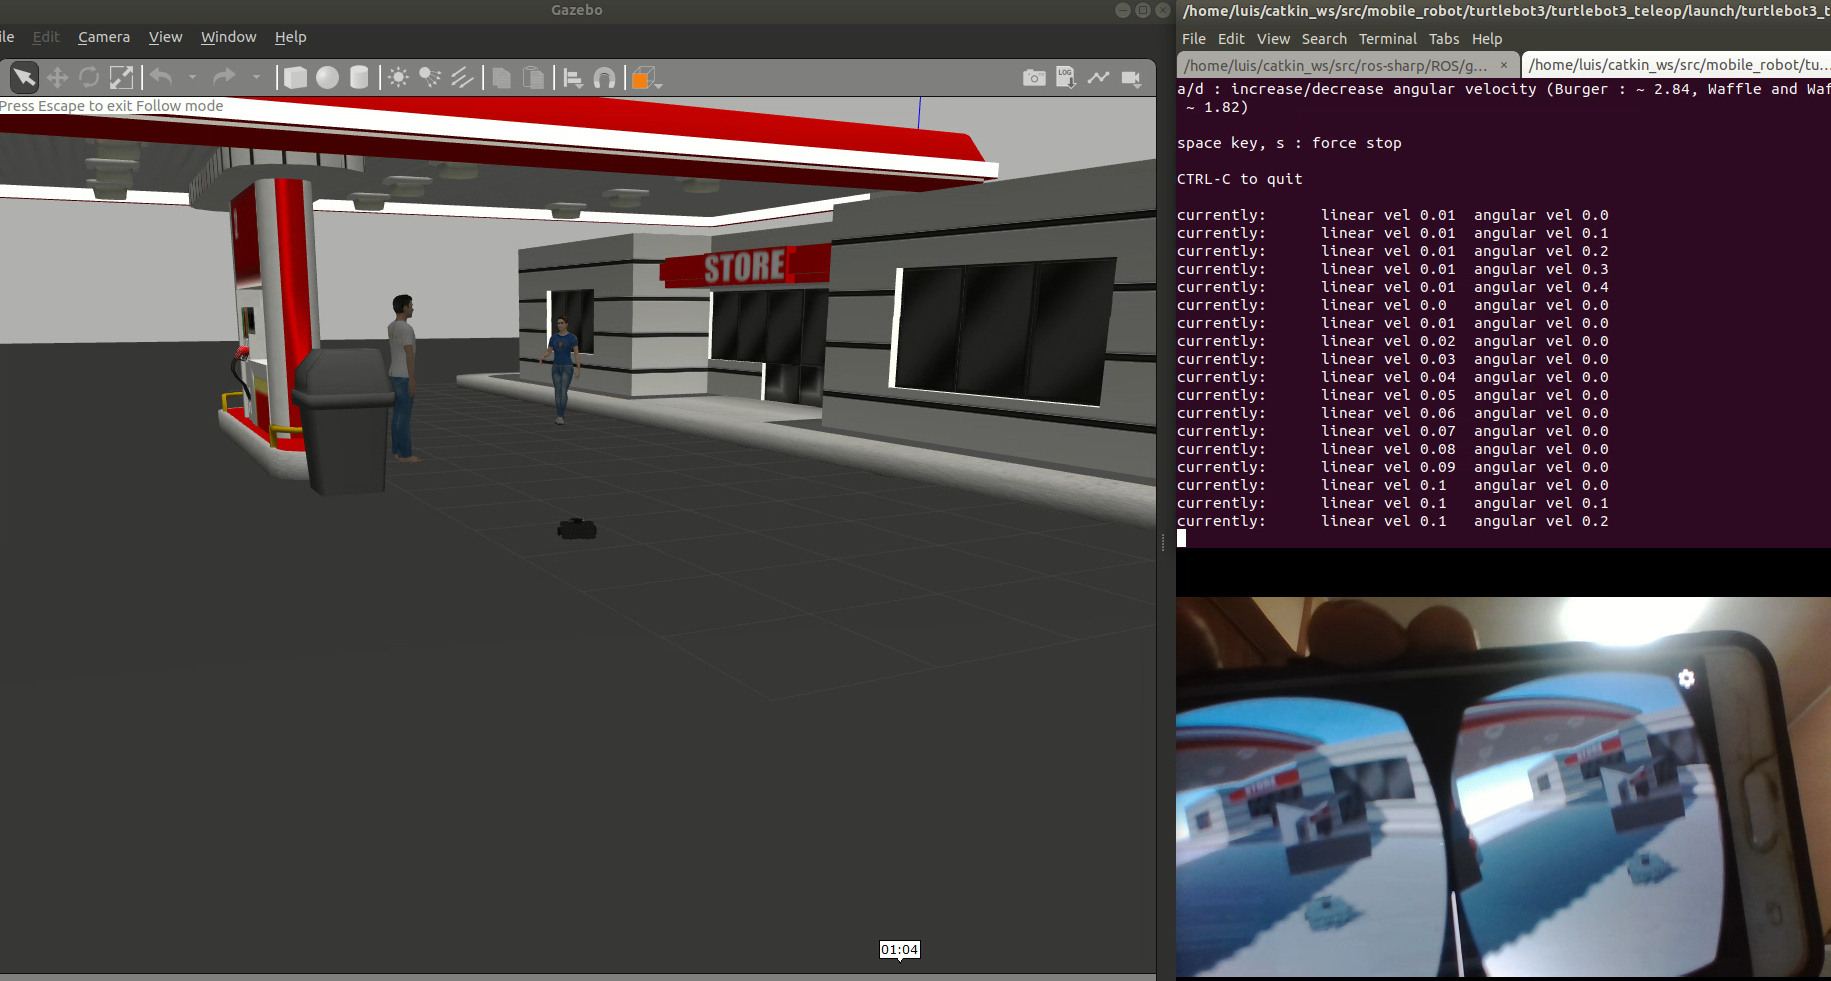 Gazebo
ile Edit Camera View Window Help
Press Escape to exit Follow mode
LOG
STORE
01:04
/home/luis/catkin_ws/src/mobile_robot/turtlebot3/turtlebot3_teleop/launch/turtlebot3_t
File Edit View Search Terminal Tabs Help
/home/luis/catkin_ws/src/ros-sharp/ROS/g... ×
/home/luis/catkin_ws/src/mobile_robot/tu...
a/d : increase/decrease angular velocity (Burger : ~ 2.84, Waffle and Waf
~ 1.82)
space key, s : force stop
CTRL-C to quit
currently: linear vel 0.01 angular vel 0.0
currently: linear vel 0.01 angular vel 0.1
currently: linear vel 0.01 angular vel 0.2
currently: linear vel 0.01 angular vel 0.3
currently: linear vel 0.01 angular vel 0.4
currently: linear vel 0.0 angular vel 0.0
currently: linear vel 0.01 angular vel 0.0
currently: linear vel 0.02 angular vel 0.0
currently: linear vel 0.03 angular vel 0.0
currently: linear vel 0.04 angular vel 0.0
currently: linear vel 0.05 angular vel 0.0
currently: linear vel 0.06 angular vel 0.0
currently: linear vel 0.07 angular vel 0.0
currently: linear vel 0.08 angular vel 0.0
currently: linear vel 0.09 angular vel 0.0
currently: linear vel 0.1 angular vel 0.0
currently: linear vel 0.1 angular vel 0.1
currently: linear vel 0.1 angular vel 0.2
STORE
STORE